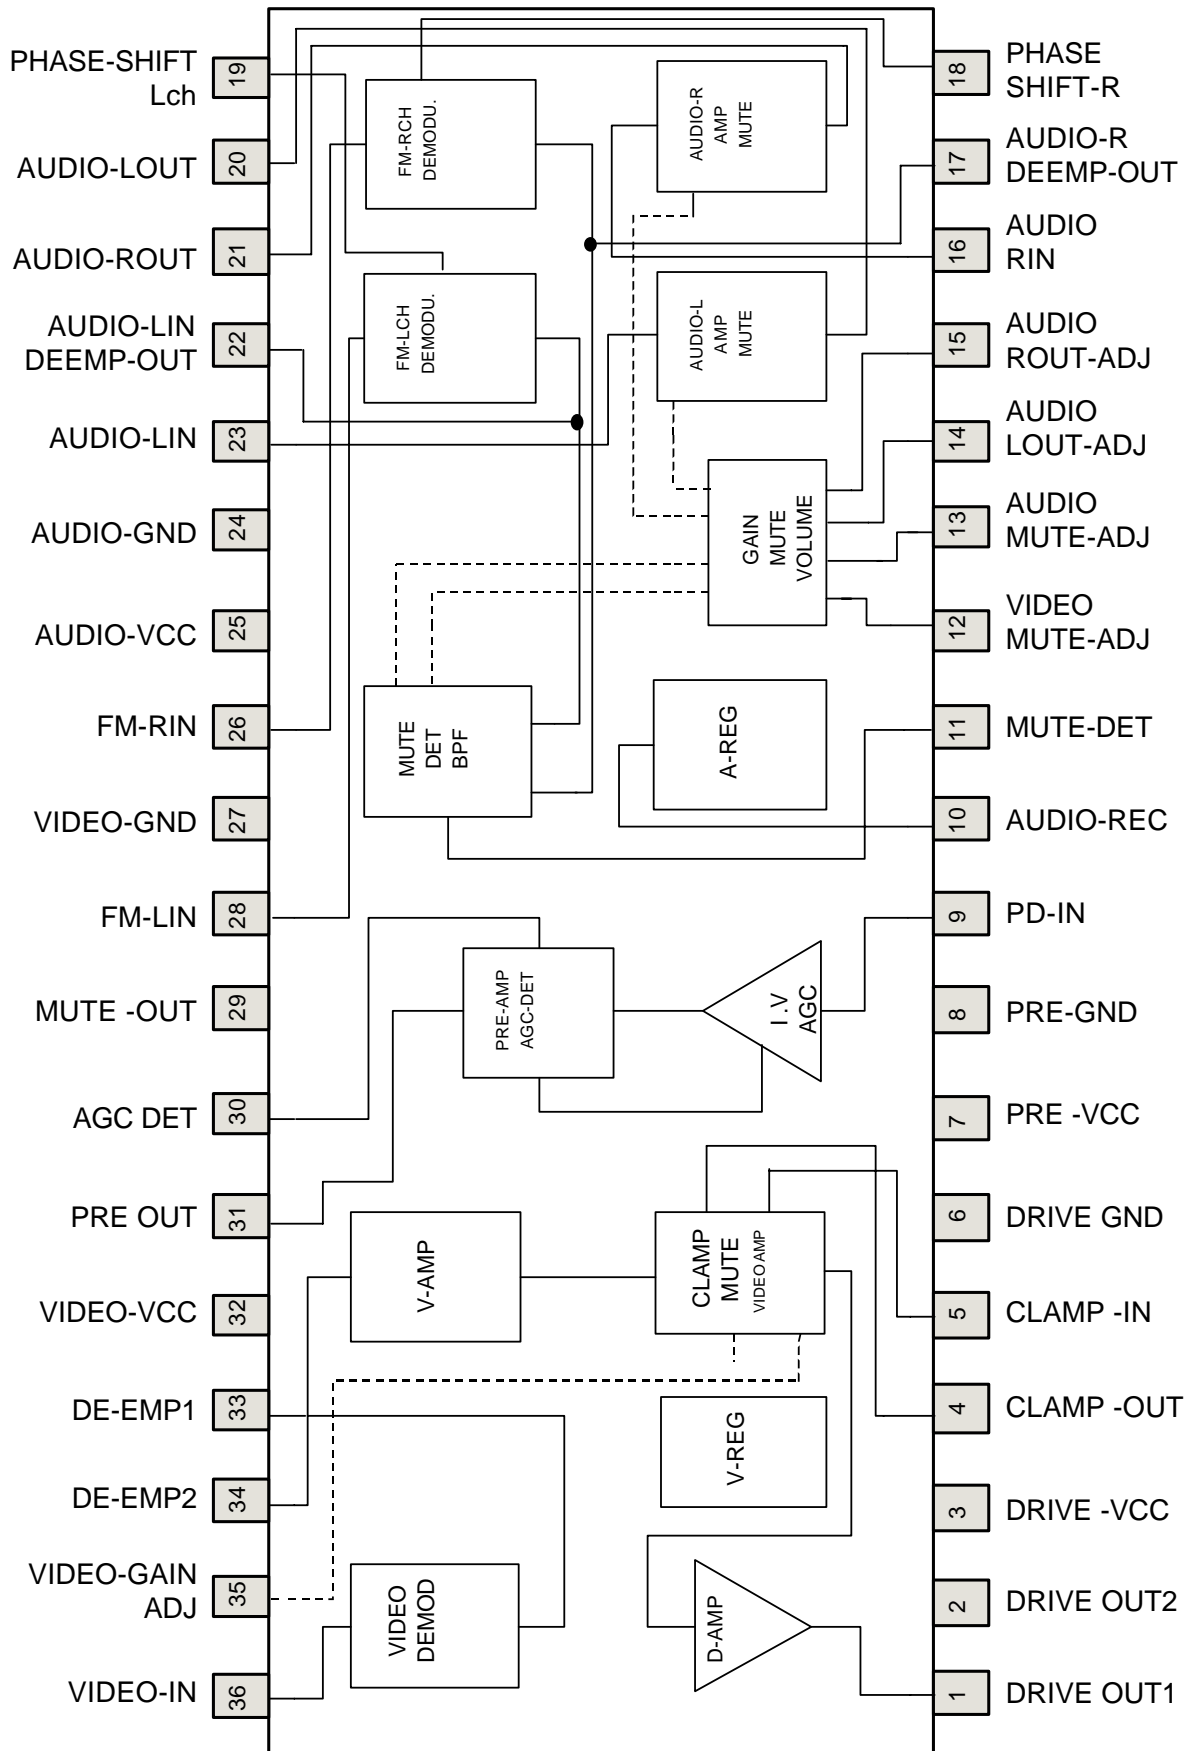 PHASE-SHIFT
Lch
19
AUDIO-LOUT
20
AUDIO-ROUT
21
AUDIO-LIN
DEEMP-OUT
22
AUDIO-LIN
23
AUDIO-GND
24
AUDIO-VCC
25
FM-RIN
26
VIDEO-GND
27
FM-LIN
28
MUTE -OUT
29
AGC DET
30
PRE OUT
31
VIDEO-VCC
32
DE-EMP1
33
DE-EMP2
34
VIDEO-GAIN
ADJ
35
VIDEO-IN
36
FM-RCH
DEMODU.
AUDIO-R
AMP
MUTE
FM-LCH
DEMODU.
AUDIO-L
AMP
MUTE
GAIN
MUTE
VOLUME
MUTE
DET
BPF
A-REG
PRE-AMP
AGC-DET
I .V
AGC
V-AMP
CLAMP
MUTE
VIDEO AMP
V-REG
VIDEO
DEMOD
D-AMP
18
PHASE
SHIFT-R
17
AUDIO-R
DEEMP-OUT
16
AUDIO
RIN
15
AUDIO
ROUT-ADJ
14
AUDIO
LOUT-ADJ
13
AUDIO
MUTE-ADJ
12
VIDEO
MUTE-ADJ
11
MUTE-DET
10
AUDIO-REC
9
PD-IN
8
PRE-GND
7
PRE -VCC
6
DRIVE GND
5
CLAMP -IN
4
CLAMP -OUT
3
DRIVE -VCC
2
DRIVE OUT2
1
DRIVE OUT1